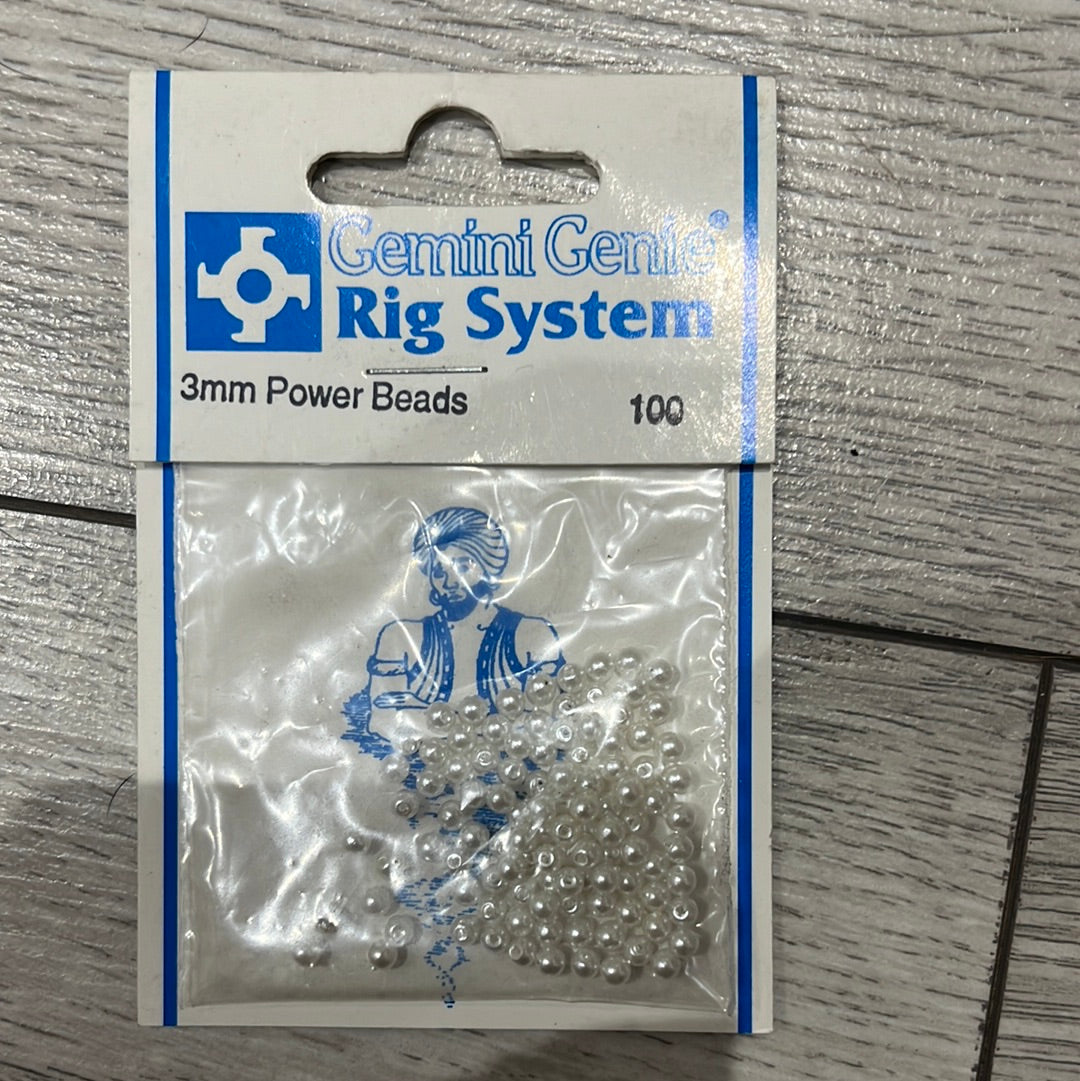 Gemini Genie®
Rig System
3mm Power Beads 100